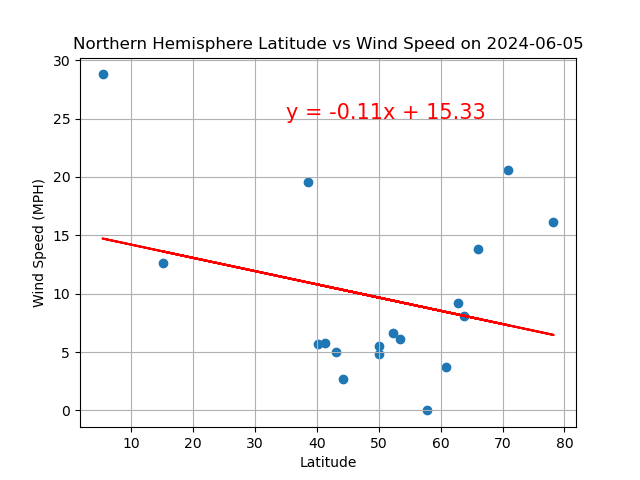 Northern Hemisphere Latitude vs Wind Speed on 2024-06-05
30
25
20
15
10
5
0
Wind Speed (MPH)
y = -0.11x + 15.33
10 20 30 40 50 60 70 80
Latitude